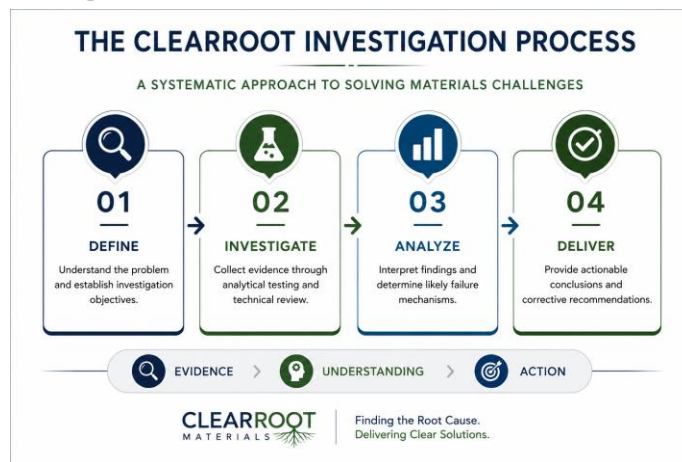 THE CLEARROOT INVESTIGATION PROCESS
A SYSTEMATIC APPROACH TO SOLVING MATERIALS CHALLENGES
01
DEFINE
Understand the problem
and establish investigation
objectives.
02
INVESTIGATE
Collect evidence through
analytical testing and
technical review.
03
ANALYZE
Interpret findings and
determine likely failure
mechanisms.
04
DELIVER
Provide actionable
conclusions and
corrective recommendations.
EVIDENCE > UNDERSTANDING > ACTION
CLEARROOT
MATERIALS
Finding the Root Cause.
Delivering Clear Solutions.